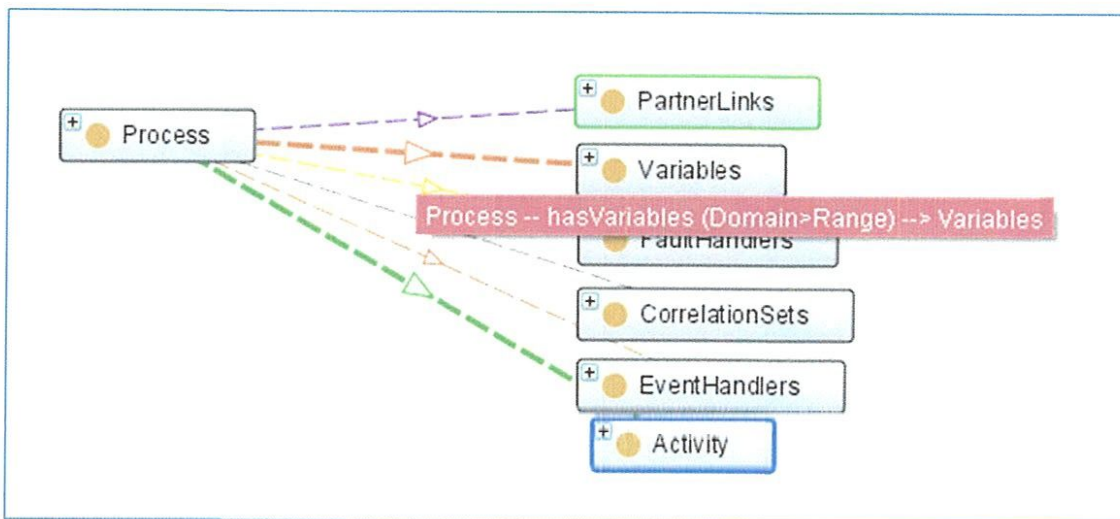 Process
PartnerLinks
Variables
Process -- hasVariables (Domain>Range) --> Variables
FaultHandlers
CorrelationSets
EventHandlers
Activity